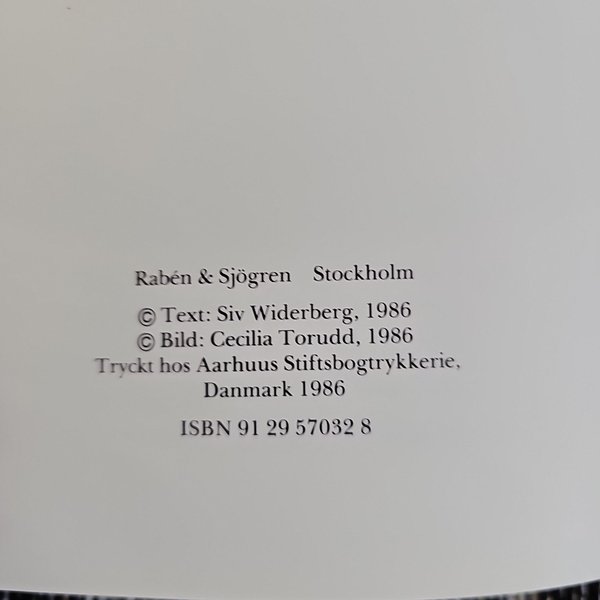 Rabén & Sjögren Stockholm
© Text: Siv Widerberg, 1986
© Bild: Cecilia Torudd, 1986
Tryckt hos Aarhuus Stiftsbogtrykkerie,
Danmark 1986
ISBN 91 29 57032 8